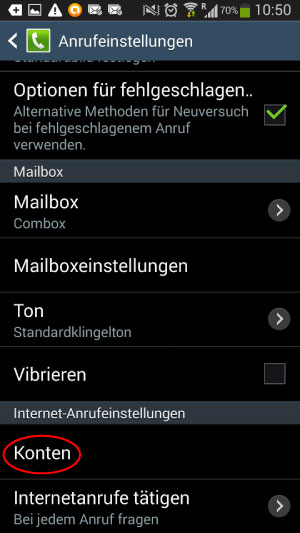 R 70% 10:50
Anrufeinstellungen
Optionen für fehlgeschlagen..
Alternative Methoden für Neuversuch
bei fehlgeschlagenem Anruf
verwenden.
Mailbox
Mailbox
Combox
Mailboxeinstellungen
Ton
Standardklingelton
Vibrieren
Internet-Anrufeinstellungen
Konten
Internetanrufe tätigen
Bei jedem Anruf fragen